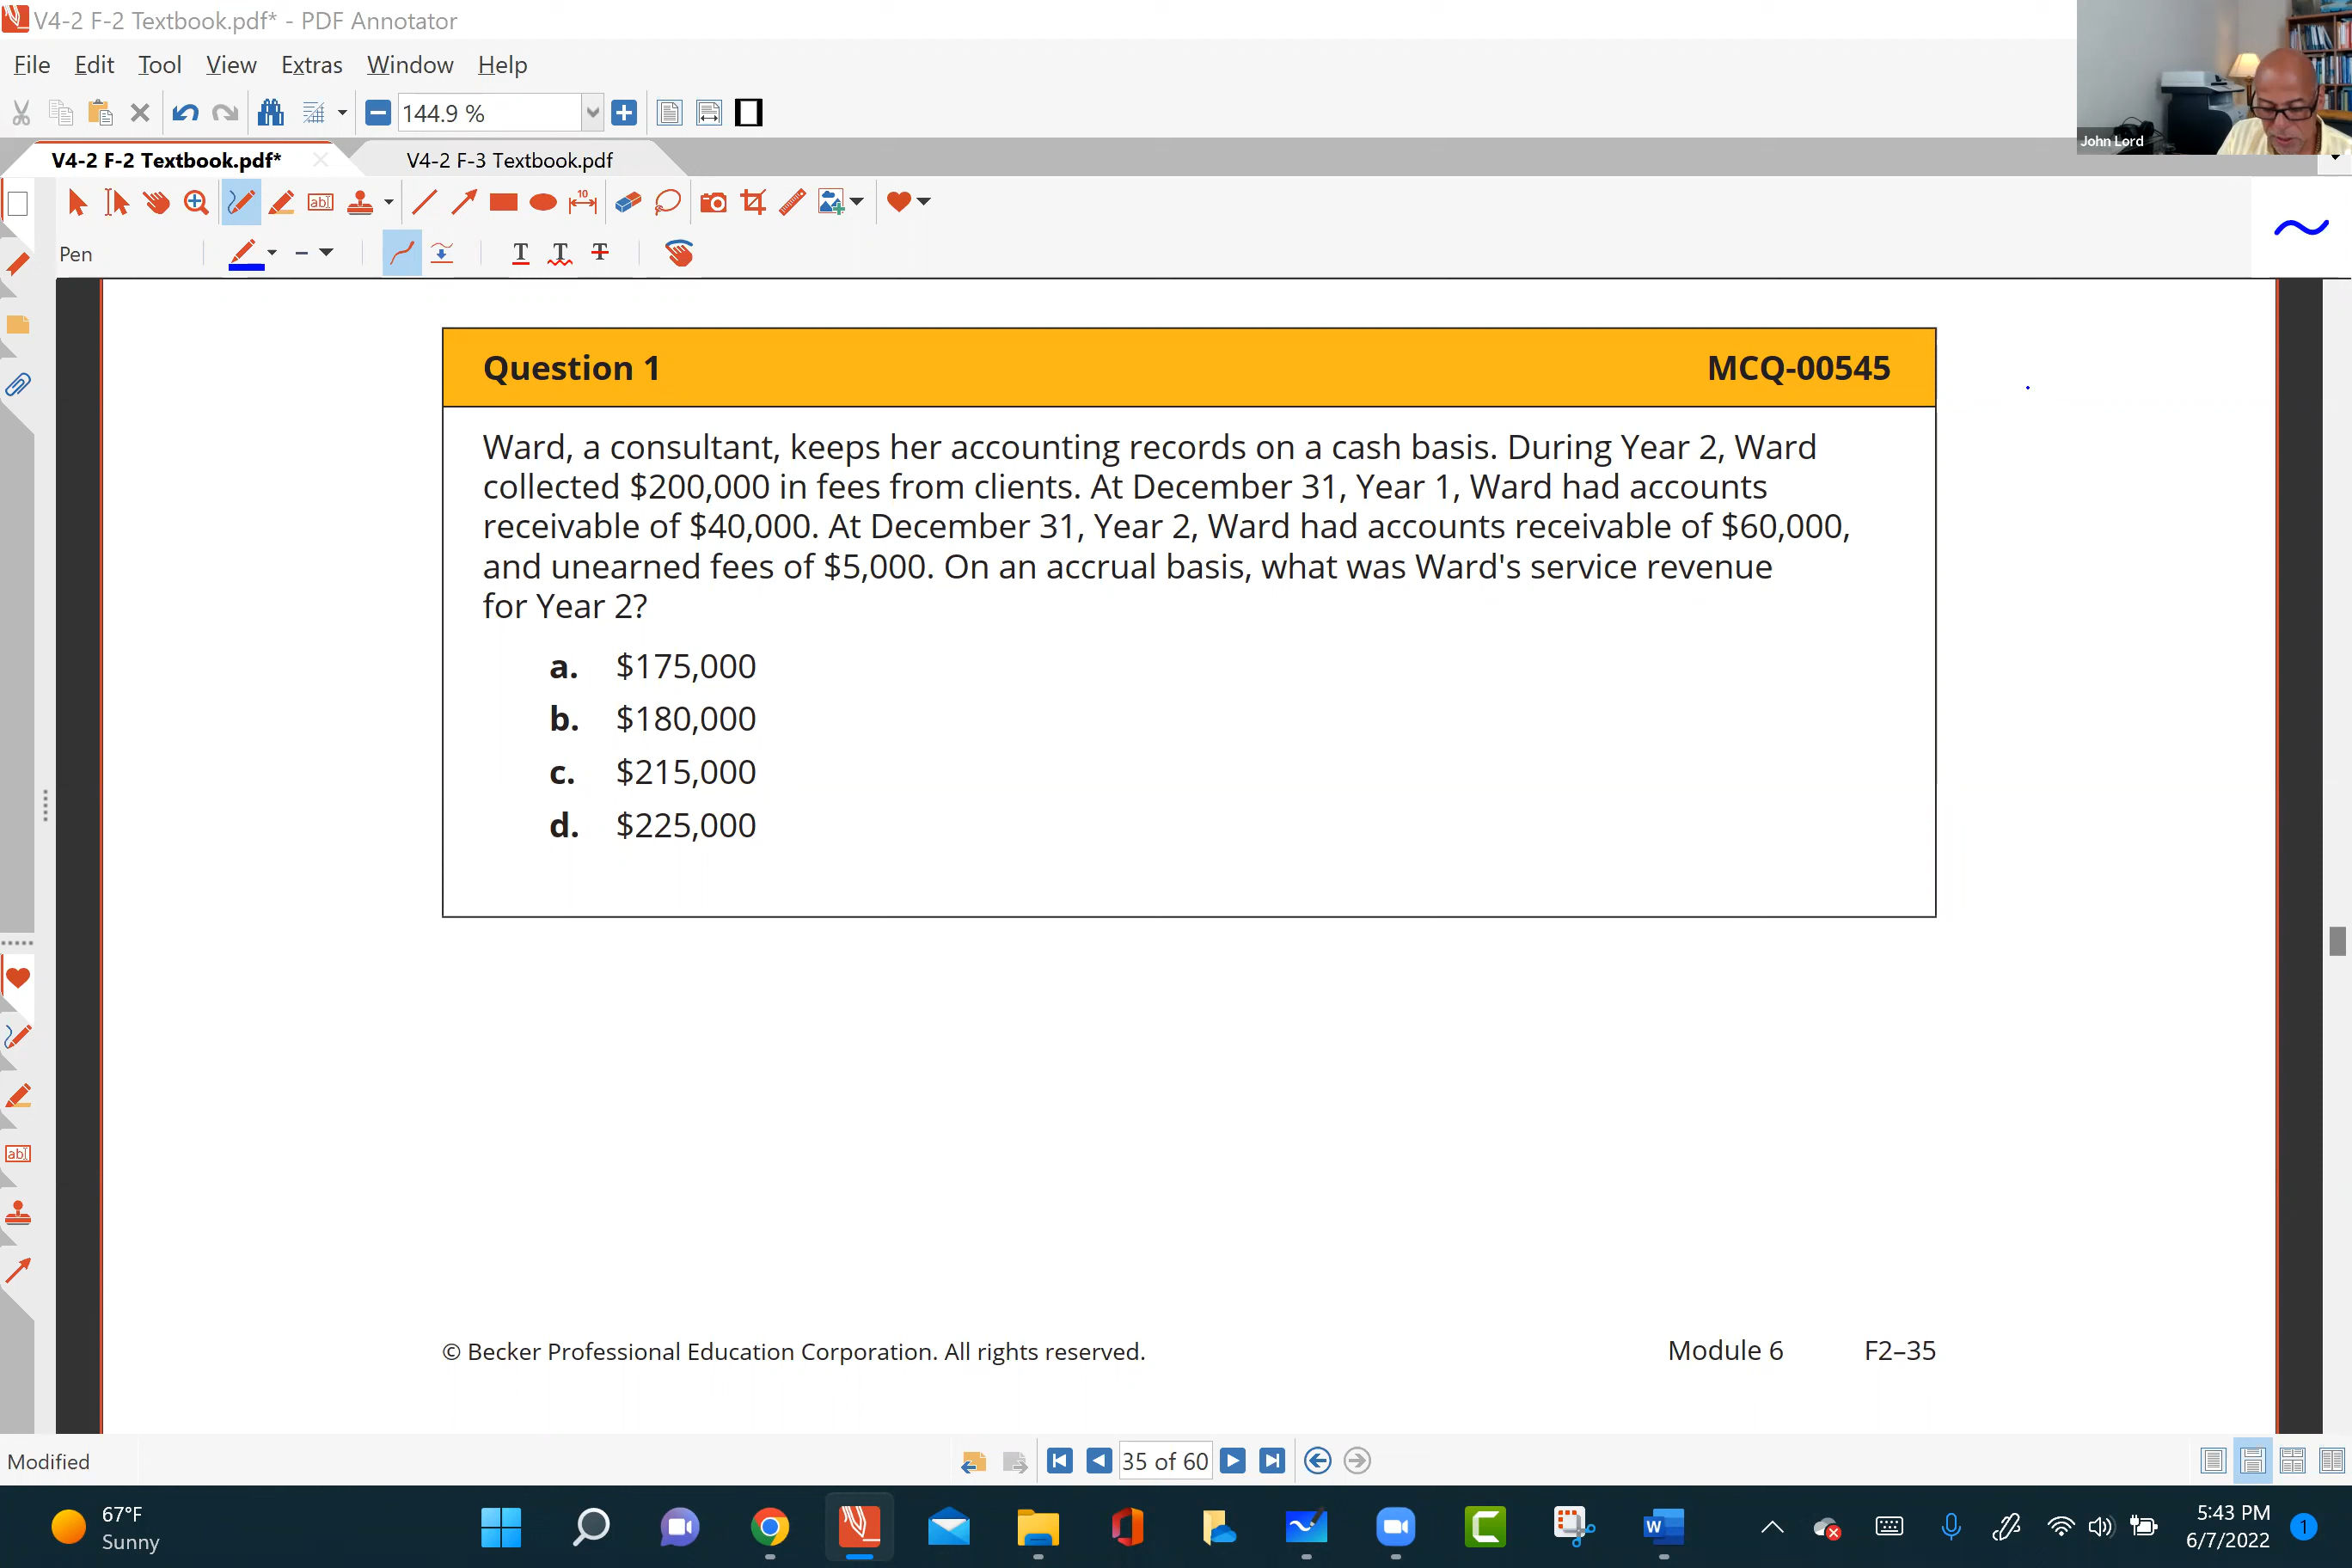 V4-2 F-2 Textbook.pdf* - PDF Annotator
File Edit Tool View Extras Window Help
144.9 %
John Lord
V4-2 F-2 Textbook.pdf* V4-2 F-3 Textbook.pdf
ab 10
Pen T T T
Question 1 MCQ-00545
Ward, a consultant, keeps her accounting records on a cash basis. During Year 2, Ward
collected $200,000 in fees from clients. At December 31, Year 1, Ward had accounts
receivable of $40,000. At December 31, Year 2, Ward had accounts receivable of $60,000,
and unearned fees of $5,000. On an accrual basis, what was Ward's service revenue
for Year 2?
a. $175,000
b. $180,000
c. $215,000
d. $225,000
ab
© Becker Professional Education Corporation. All rights reserved. Module 6 F2–35
Modified 35 of 60
67°F
Sunny
W
5:43 PM
6/7/2022
1